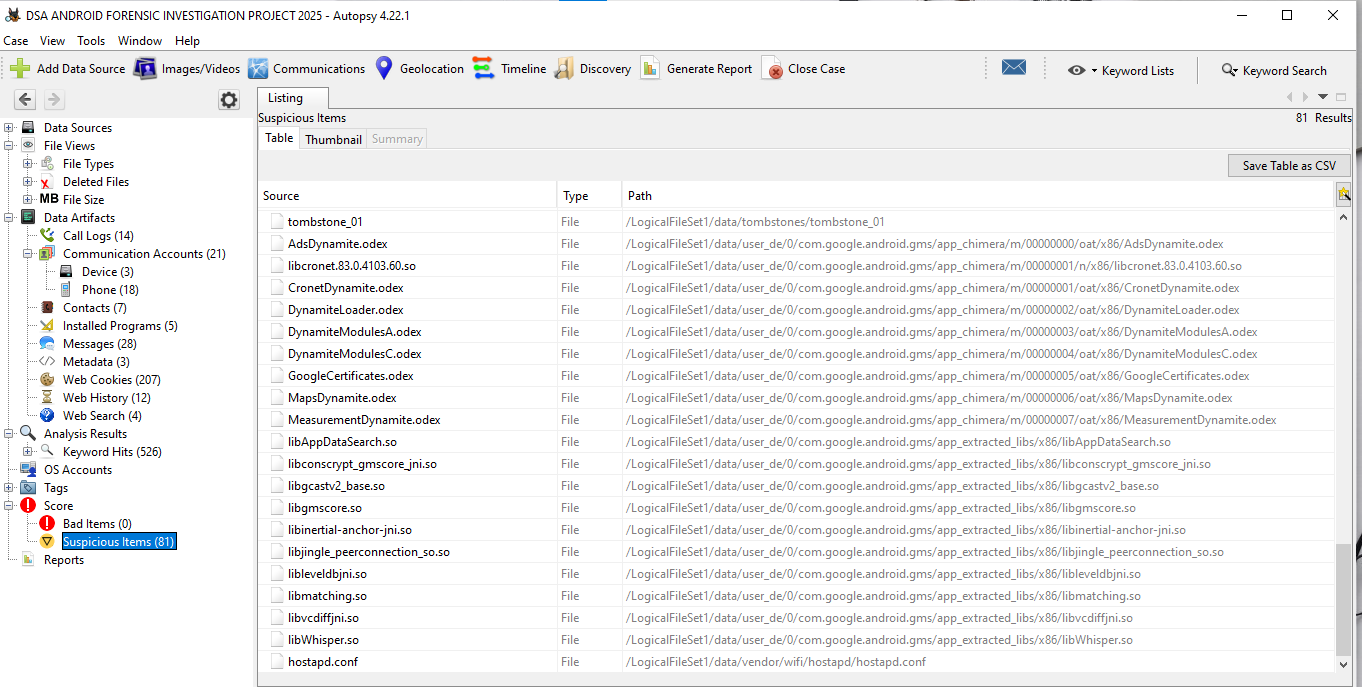 DSA ANDROID FORENSIC INVESTIGATION PROJECT 2025 - Autopsy 4.22.1
Case View Tools Window Help
Add Data Source Images/Videos Communications Geolocation Timeline Discovery Generate Report Close Case Keyword Lists Keyword Search
Data Sources
File Views
File Types
Deleted Files
MB File Size
Data Artifacts
Call Logs (14)
Communication Accounts (21)
Device (3)
Phone (18)
Contacts (7)
Installed Programs (5)
Messages (28)
Metadata (3)
Web Cookies (207)
Web History (12)
Web Search (4)
Analysis Results
Keyword Hits (526)
OS Accounts
Tags
Score
Bad Items (0)
Suspicious Items (81)
Reports
Listing
Suspicious Items 81 Results
Table Thumbnail Summary
Save Table as CSV
Source Type Path
tombstone_01 File /LogicalFileSet1/data/tombstones/tombstone_01
AdsDynamite.odex File /LogicalFileSet1/data/user_de/0/com.google.android.gms/app_chimera/m/00000000/oat/x86/AdsDynamite.odex
libcronet.83.0.4103.60.so File /LogicalFileSet1/data/user_de/0/com.google.android.gms/app_chimera/m/00000001/n/x86/libcronet.83.0.4103.60.so
CronetDynamite.odex File /LogicalFileSet1/data/user_de/0/com.google.android.gms/app_chimera/m/00000001/oat/x86/CronetDynamite.odex
DynamiteLoader.odex File /LogicalFileSet1/data/user_de/0/com.google.android.gms/app_chimera/m/00000002/oat/x86/DynamiteLoader.odex
DynamiteModulesA.odex File /LogicalFileSet1/data/user_de/0/com.google.android.gms/app_chimera/m/00000003/oat/x86/DynamiteModulesA.odex
DynamiteModulesC.odex File /LogicalFileSet1/data/user_de/0/com.google.android.gms/app_chimera/m/00000004/oat/x86/DynamiteModulesC.odex
GoogleCertificates.odex File /LogicalFileSet1/data/user_de/0/com.google.android.gms/app_chimera/m/00000005/oat/x86/GoogleCertificates.odex
MapsDynamite.odex File /LogicalFileSet1/data/user_de/0/com.google.android.gms/app_chimera/m/00000006/oat/x86/MapsDynamite.odex
MeasurementDynamite.odex File /LogicalFileSet1/data/user_de/0/com.google.android.gms/app_chimera/m/00000007/oat/x86/MeasurementDynamite.odex
libAppDataSearch.so File /LogicalFileSet1/data/user_de/0/com.google.android.gms/app_extracted_libs/x86/libAppDataSearch.so
libconscrypt_gmscore_jni.so File /LogicalFileSet1/data/user_de/0/com.google.android.gms/app_extracted_libs/x86/libconscrypt_gmscore_jni.so
libgcastv2_base.so File /LogicalFileSet1/data/user_de/0/com.google.android.gms/app_extracted_libs/x86/libgcastv2_base.so
libgmscore.so File /LogicalFileSet1/data/user_de/0/com.google.android.gms/app_extracted_libs/x86/libgmscore.so
libinertial-anchor-jni.so File /LogicalFileSet1/data/user_de/0/com.google.android.gms/app_extracted_libs/x86/libinertial-anchor-jni.so
libjingle_peerconnection_so.so File /LogicalFileSet1/data/user_de/0/com.google.android.gms/app_extracted_libs/x86/libjingle_peerconnection_so.so
libleveldbjni.so File /LogicalFileSet1/data/user_de/0/com.google.android.gms/app_extracted_libs/x86/libleveldbjni.so
libmatching.so File /LogicalFileSet1/data/user_de/0/com.google.android.gms/app_extracted_libs/x86/libmatching.so
libvcdiffjni.so File /LogicalFileSet1/data/user_de/0/com.google.android.gms/app_extracted_libs/x86/libvcdiffjni.so
libWhisper.so File /LogicalFileSet1/data/user_de/0/com.google.android.gms/app_extracted_libs/x86/libWhisper.so
hostapd.conf File /LogicalFileSet1/data/vendor/wifi/hostapd/hostapd.conf